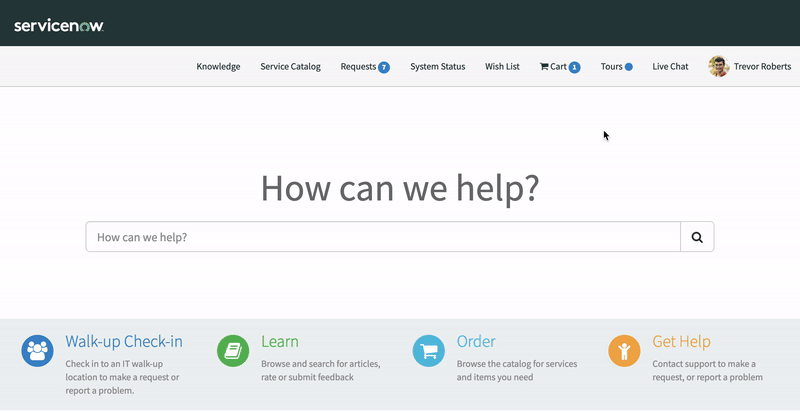 servicenow
Knowledge Service Catalog Requests 7 System Status Wish List Cart 1 Tours Live Chat Trevor Roberts
How can we help?
How can we help?
Walk-up Check-in
Check in to an IT walk-up
location to make a request or
report a problem.
Learn
Browse and search for articles,
rate or submit feedback
Order
Browse the catalog for services
and items you need
Get Help
Contact support to make a
request, or report a problem